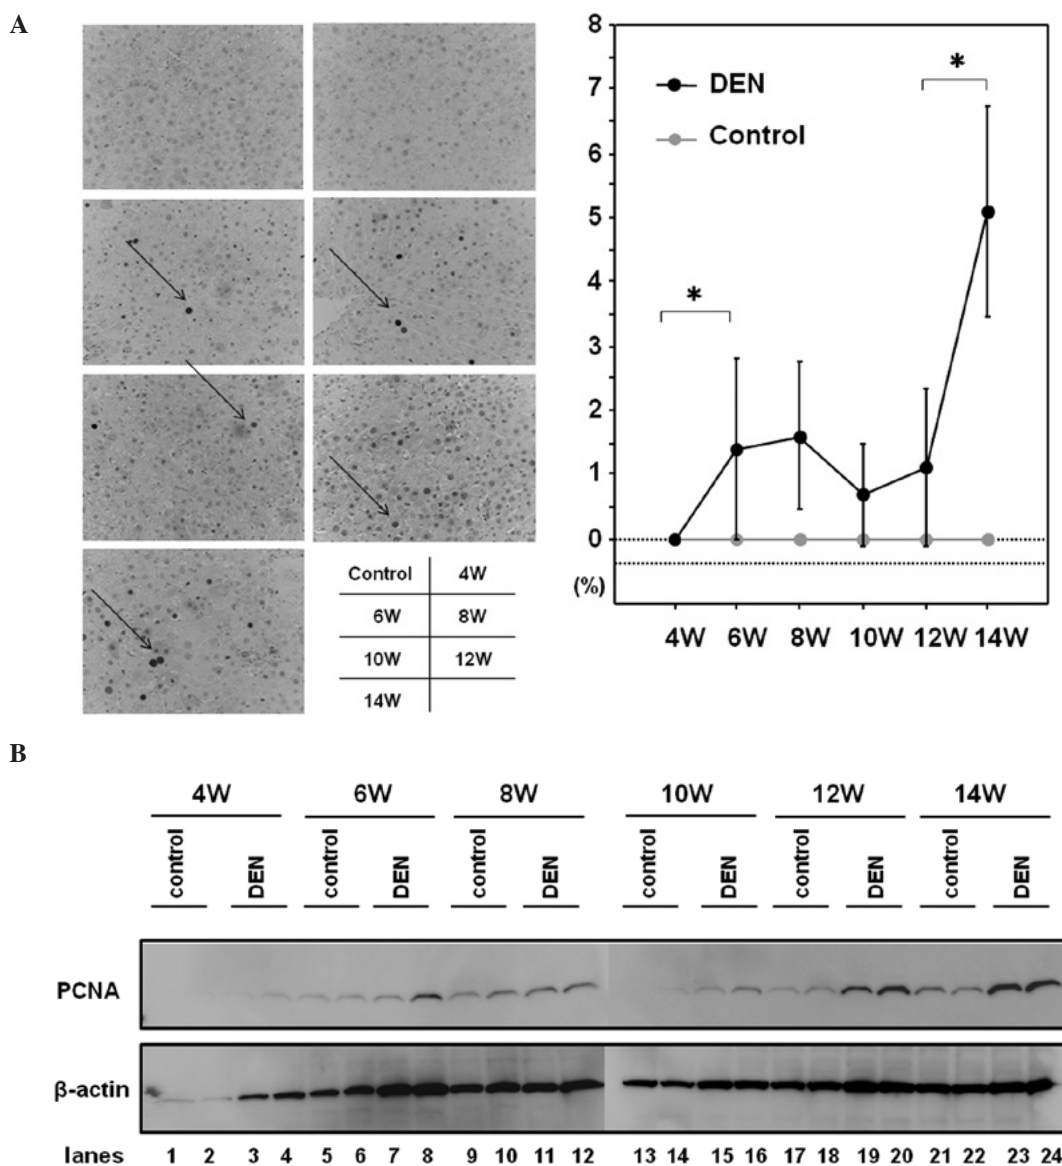 A
Control 4W
6W 8W
10W 12W
14W
8
7
6
5
4
3
2
1
0
(%)
DEN
Control
*
*
4W 6W 8W 10W 12W 14W
B
4W 6W 8W 10W 12W 14W
control DEN control DEN control DEN control DEN control DEN control DEN
PCNA
β-actin
lanes 1 2 3 4 5 6 7 8 9 10 11 12 13 14 15 16 17 18 19 20 21 22 23 24